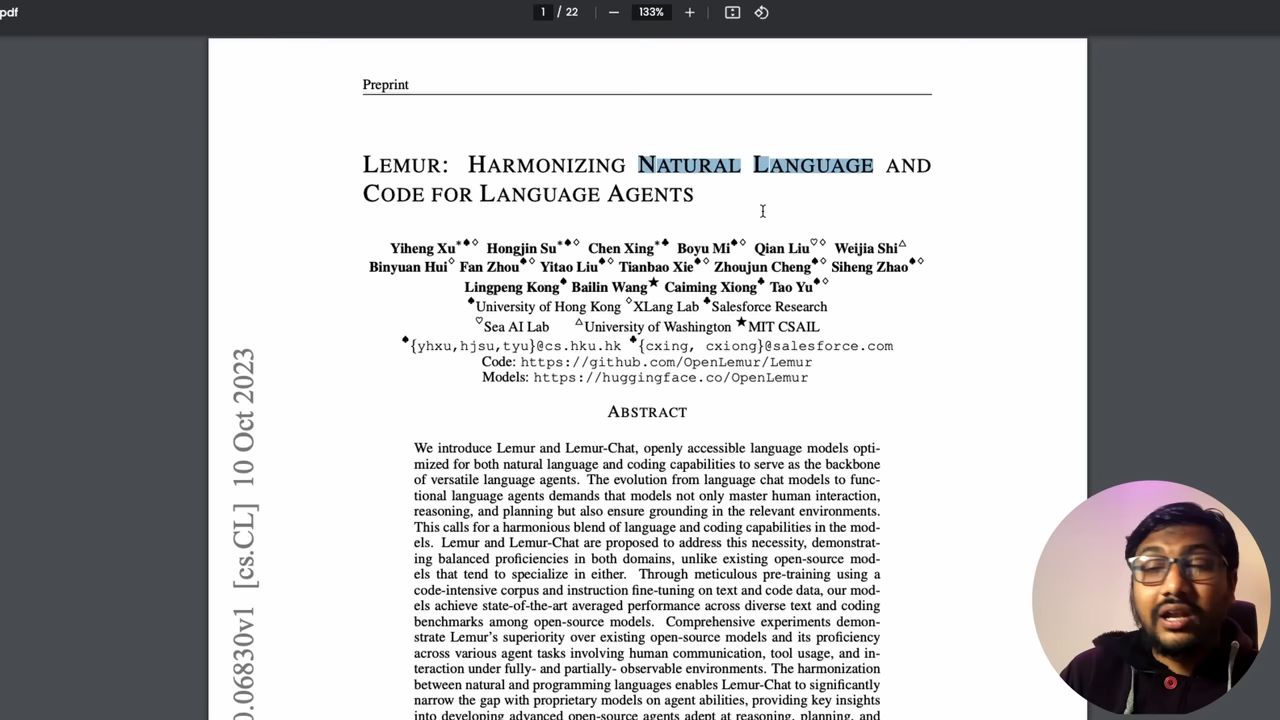 pdf
1 / 22
133%
Preprint
LEMUR: HARMONIZING NATURAL LANGUAGE AND
CODE FOR LANGUAGE AGENTS
Yiheng Xu*♠◇ Hongjin Su*♠◇ Chen Xing*♣ Boyu Mi♠◇ Qian Liu♡◇ Weijia Shi△
Binyuan Hui◇ Fan Zhou♠◇ Yitao Liu♠◇ Tianbao Xie♠◇ Zhoujun Cheng♠◇ Siheng Zhao♠◇
Lingpeng Kong♠ Bailin Wang★ Caiming Xiong♣ Tao Yu♠◇
♠University of Hong Kong ◇XLang Lab ♣Salesforce Research
♡Sea AI Lab △University of Washington ★MIT CSAIL
♠{yhxu,hjsu,tyu}@cs.hku.hk ♣{cxing, cxiong}@salesforce.com
Code: https://github.com/OpenLemur/Lemur
Models: https://huggingface.co/OpenLemur
ABSTRACT
We introduce Lemur and Lemur-Chat, openly accessible language models opti-
mized for both natural language and coding capabilities to serve as the backbone
of versatile language agents. The evolution from language chat models to func-
tional language agents demands that models not only master human interaction,
reasoning, and planning but also ensure grounding in the relevant environments.
This calls for a harmonious blend of language and coding capabilities in the mod-
els. Lemur and Lemur-Chat are proposed to address this necessity, demonstrat-
ing balanced proficiencies in both domains, unlike existing open-source mod-
els that tend to specialize in either. Through meticulous pre-training using a
code-intensive corpus and instruction fine-tuning on text and code data, our mod-
els achieve state-of-the-art averaged performance across diverse text and coding
benchmarks among open-source models. Comprehensive experiments demon-
strate Lemur's superiority over existing open-source models and its proficiency
across various agent tasks involving human communication, tool usage, and in-
teraction under fully- and partially- observable environments. The harmonization
between natural and programming languages enables Lemur-Chat to significantly
narrow the gap with proprietary models on agent abilities, providing key insights
into developing advanced open-source agents adept at reasoning, planning, and
0.06830v1 [cs.CL] 10 Oct 2023